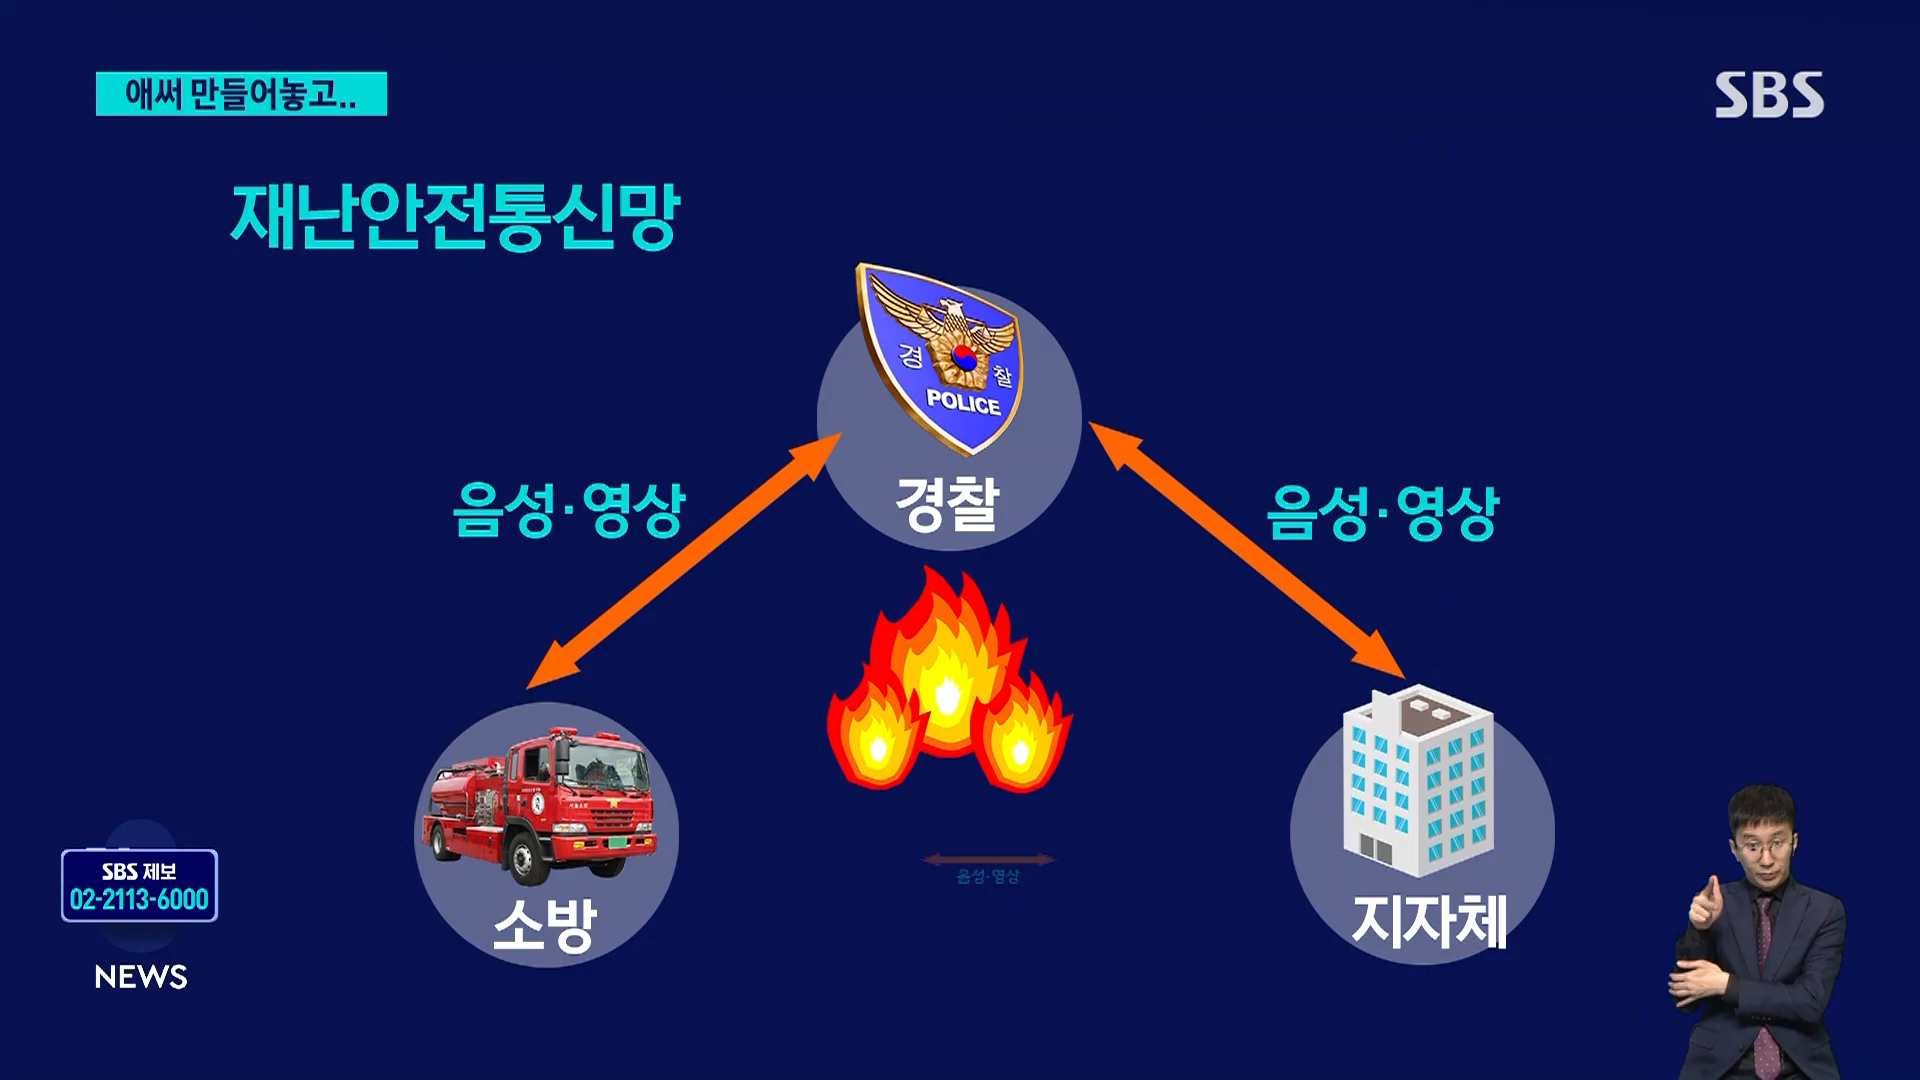 애써 만들어놓고..
SBS
재난안전통신망
경 찰
POLICE
경찰
음성·영상
음성·영상
음성·영상
소방
지자체
SBS 제보
02-2113-6000
NEWS